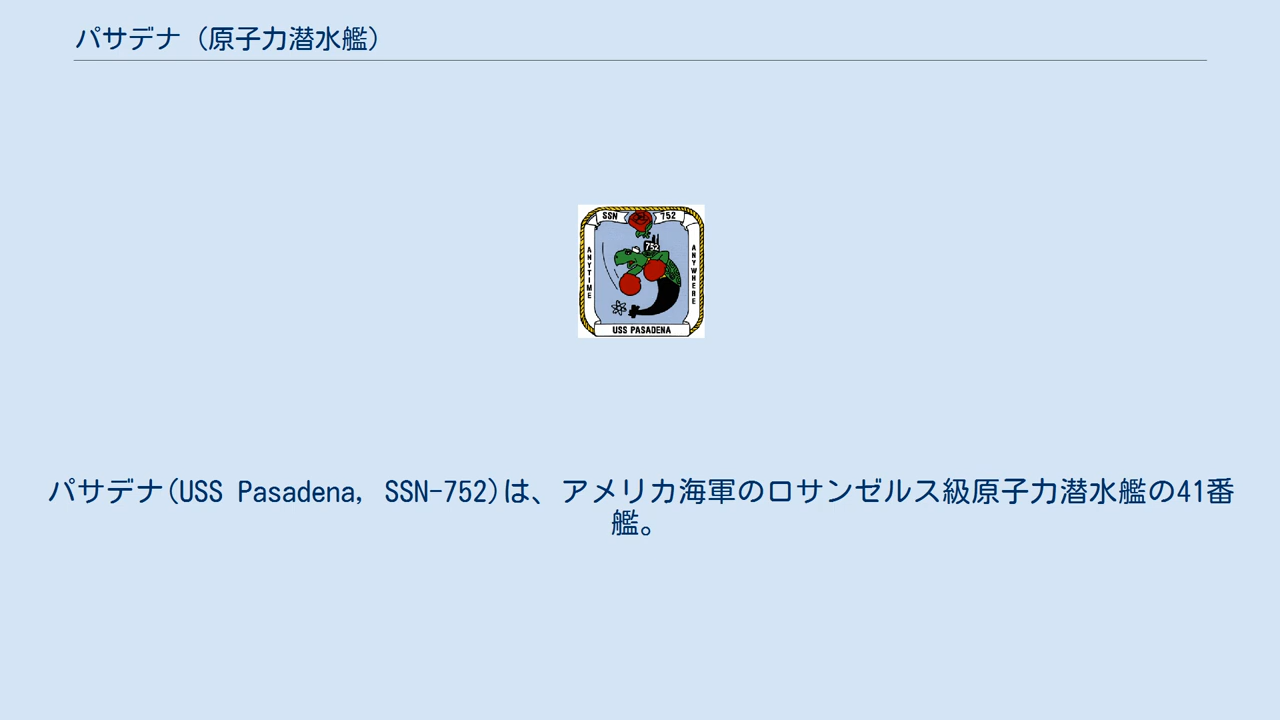 パサデナ (原子力潜水艦)
SSN 752
752
ANYTIME
ANYWHERE
USS PASADENA
パサデナ(USS Pasadena, SSN-752)は、アメリカ海軍のロサンゼルス級原子力潜水艦の41番
艦。